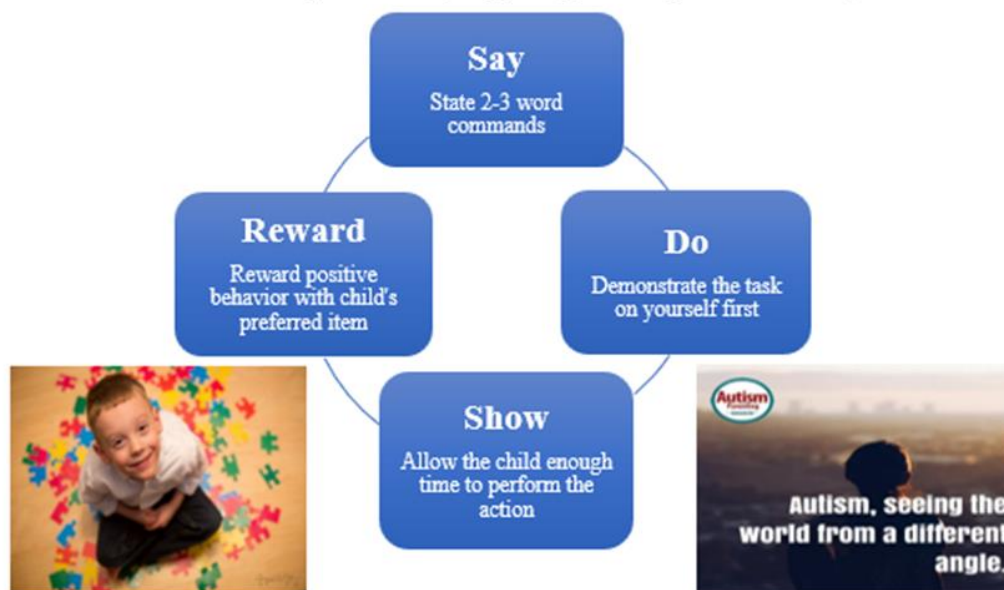 Say
State 2-3 word
commands
Reward
Reward positive
behavior with child's
preferred item
Do
Demonstrate the task
on yourself first
Show
Allow the child enough
time to perform the
action
Autism
Parenting
Autism, seeing the
world from a different
angle.